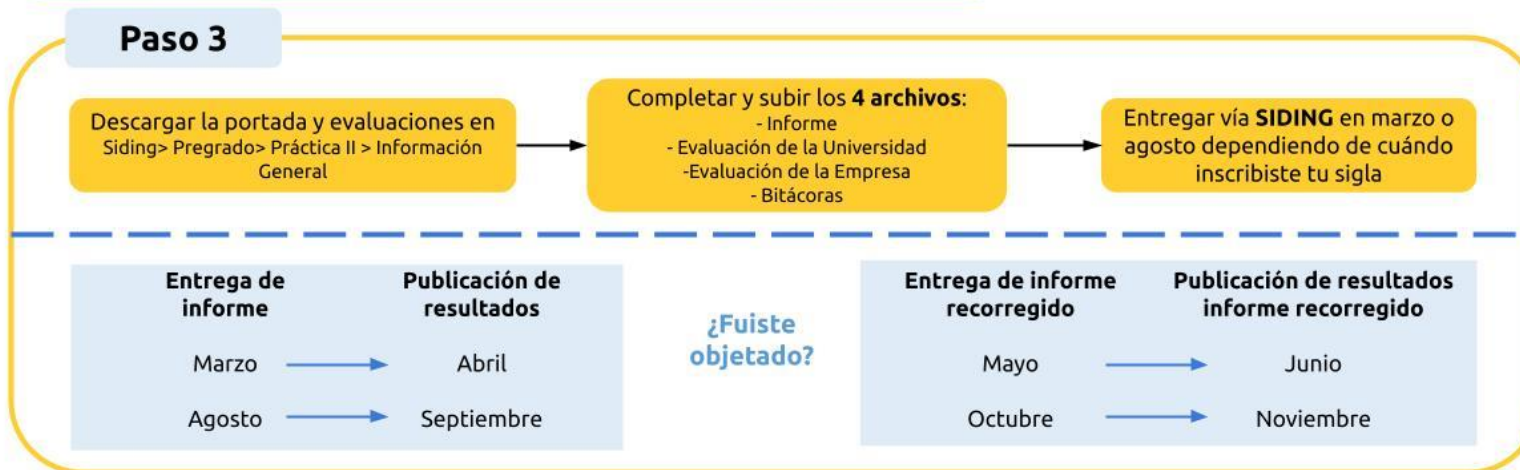 Paso 3
Descargar la portada y evaluaciones en
Siding> Pregrado> Práctica II > Información
General
Completar y subir los 4 archivos:
- Informe
- Evaluación de la Universidad
-Evaluación de la Empresa
- Bitácoras
Entregar vía SIDING en marzo o
agosto dependiendo de cuándo
inscribiste tu sigla
Entrega de
informe
Publicación de
resultados
Marzo
Abril
Agosto
Septiembre
¿Fuiste
objetado?
Entrega de informe
recorregido
Publicación de resultados
informe recorregido
Mayo
Junio
Octubre
Noviembre